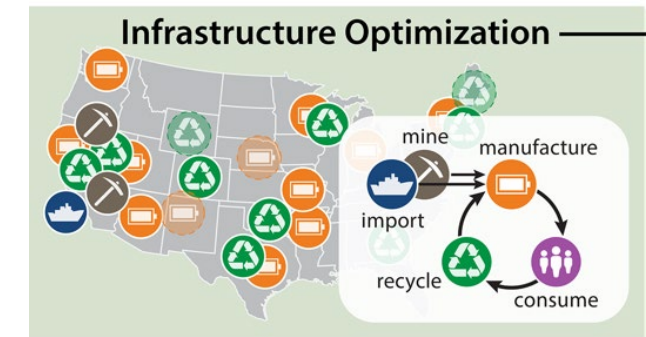 Infrastructure Optimization
mine
manufacture
import
recycle
consume